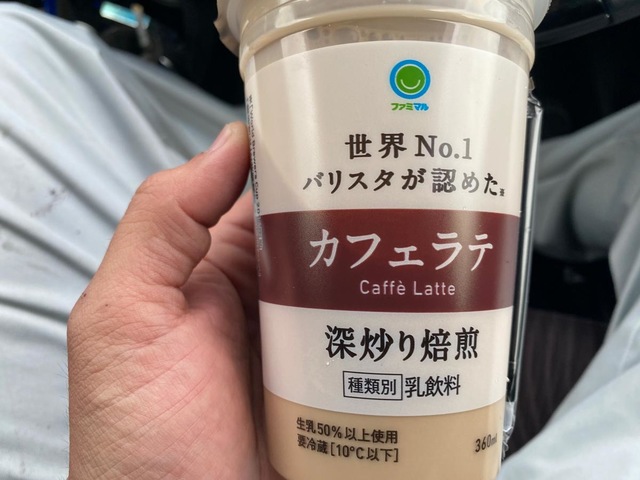 ファミマル
世界No.1
バリスタが認めた※
カフェラテ
Caffè Latte
深炒り焙煎
種類別 乳飲料
生乳50%以上使用
要冷蔵[10℃以下]
360ml